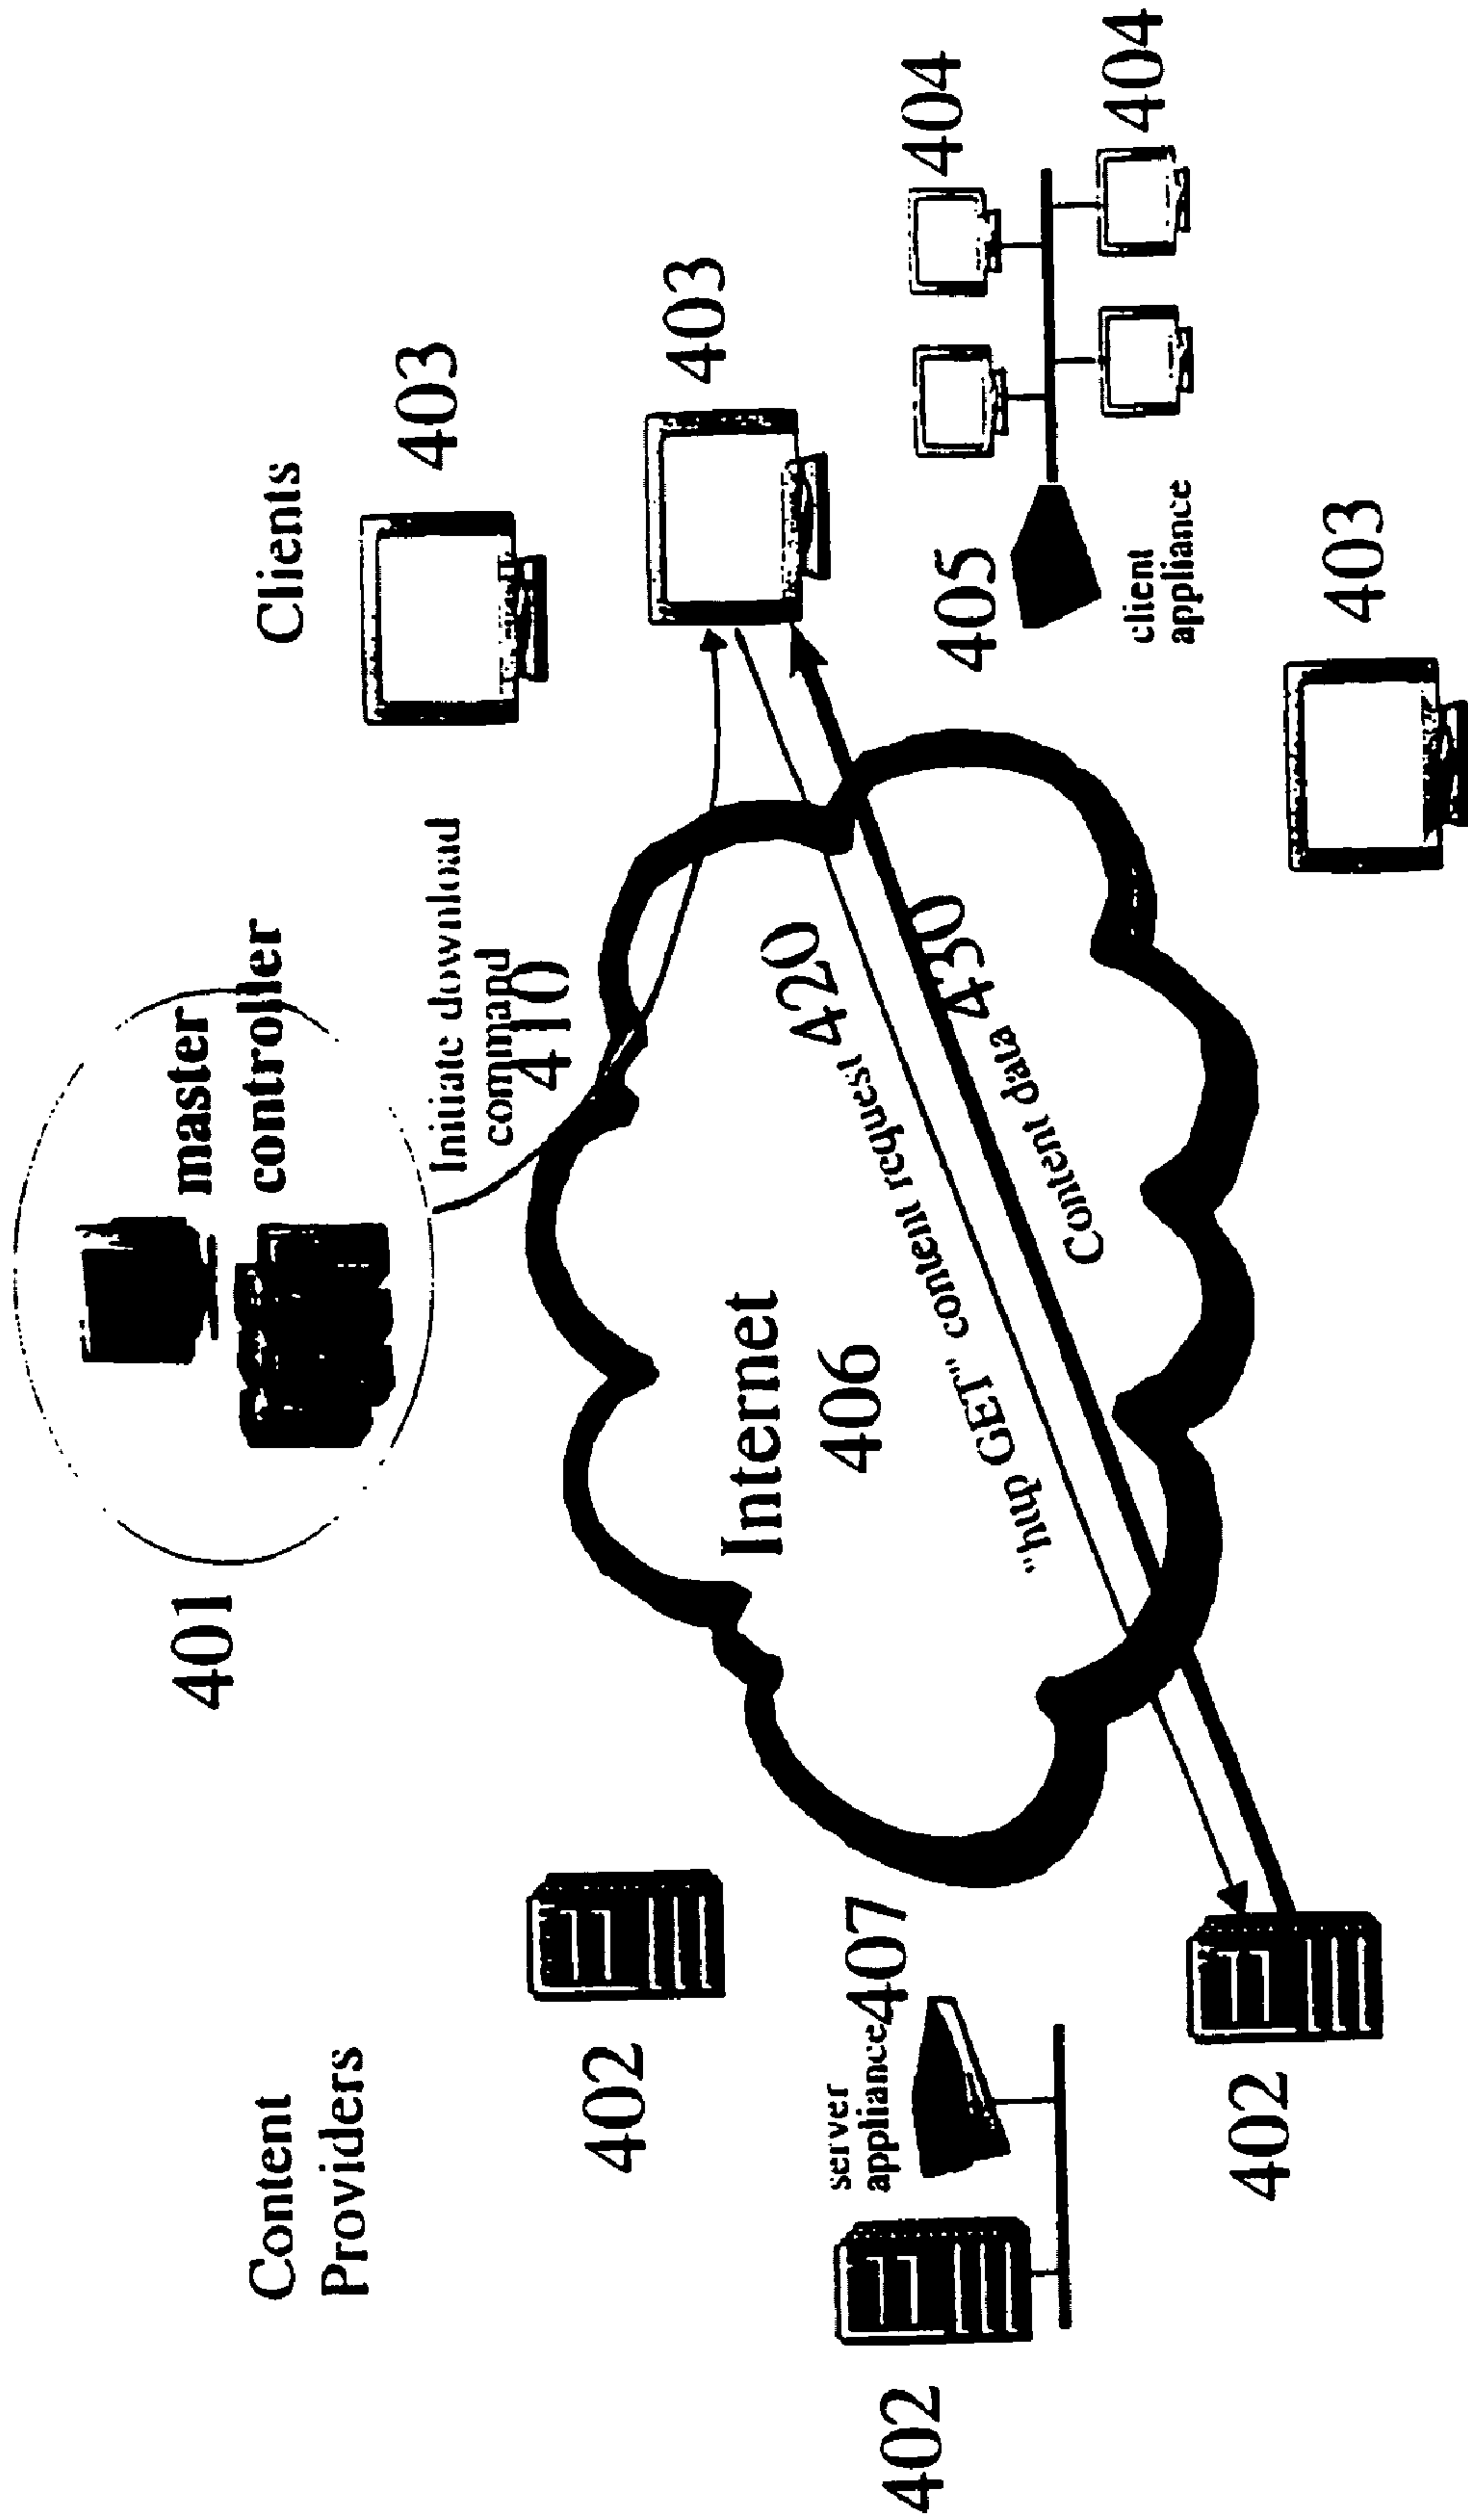 401
master
controller
Content
Providers
Clients
403
Initiate download
command
410
402
403
Internet
406
420
"http GET" content request
430
Content data
server
appliance 407
402
404
405
client
appliance
404
402
403